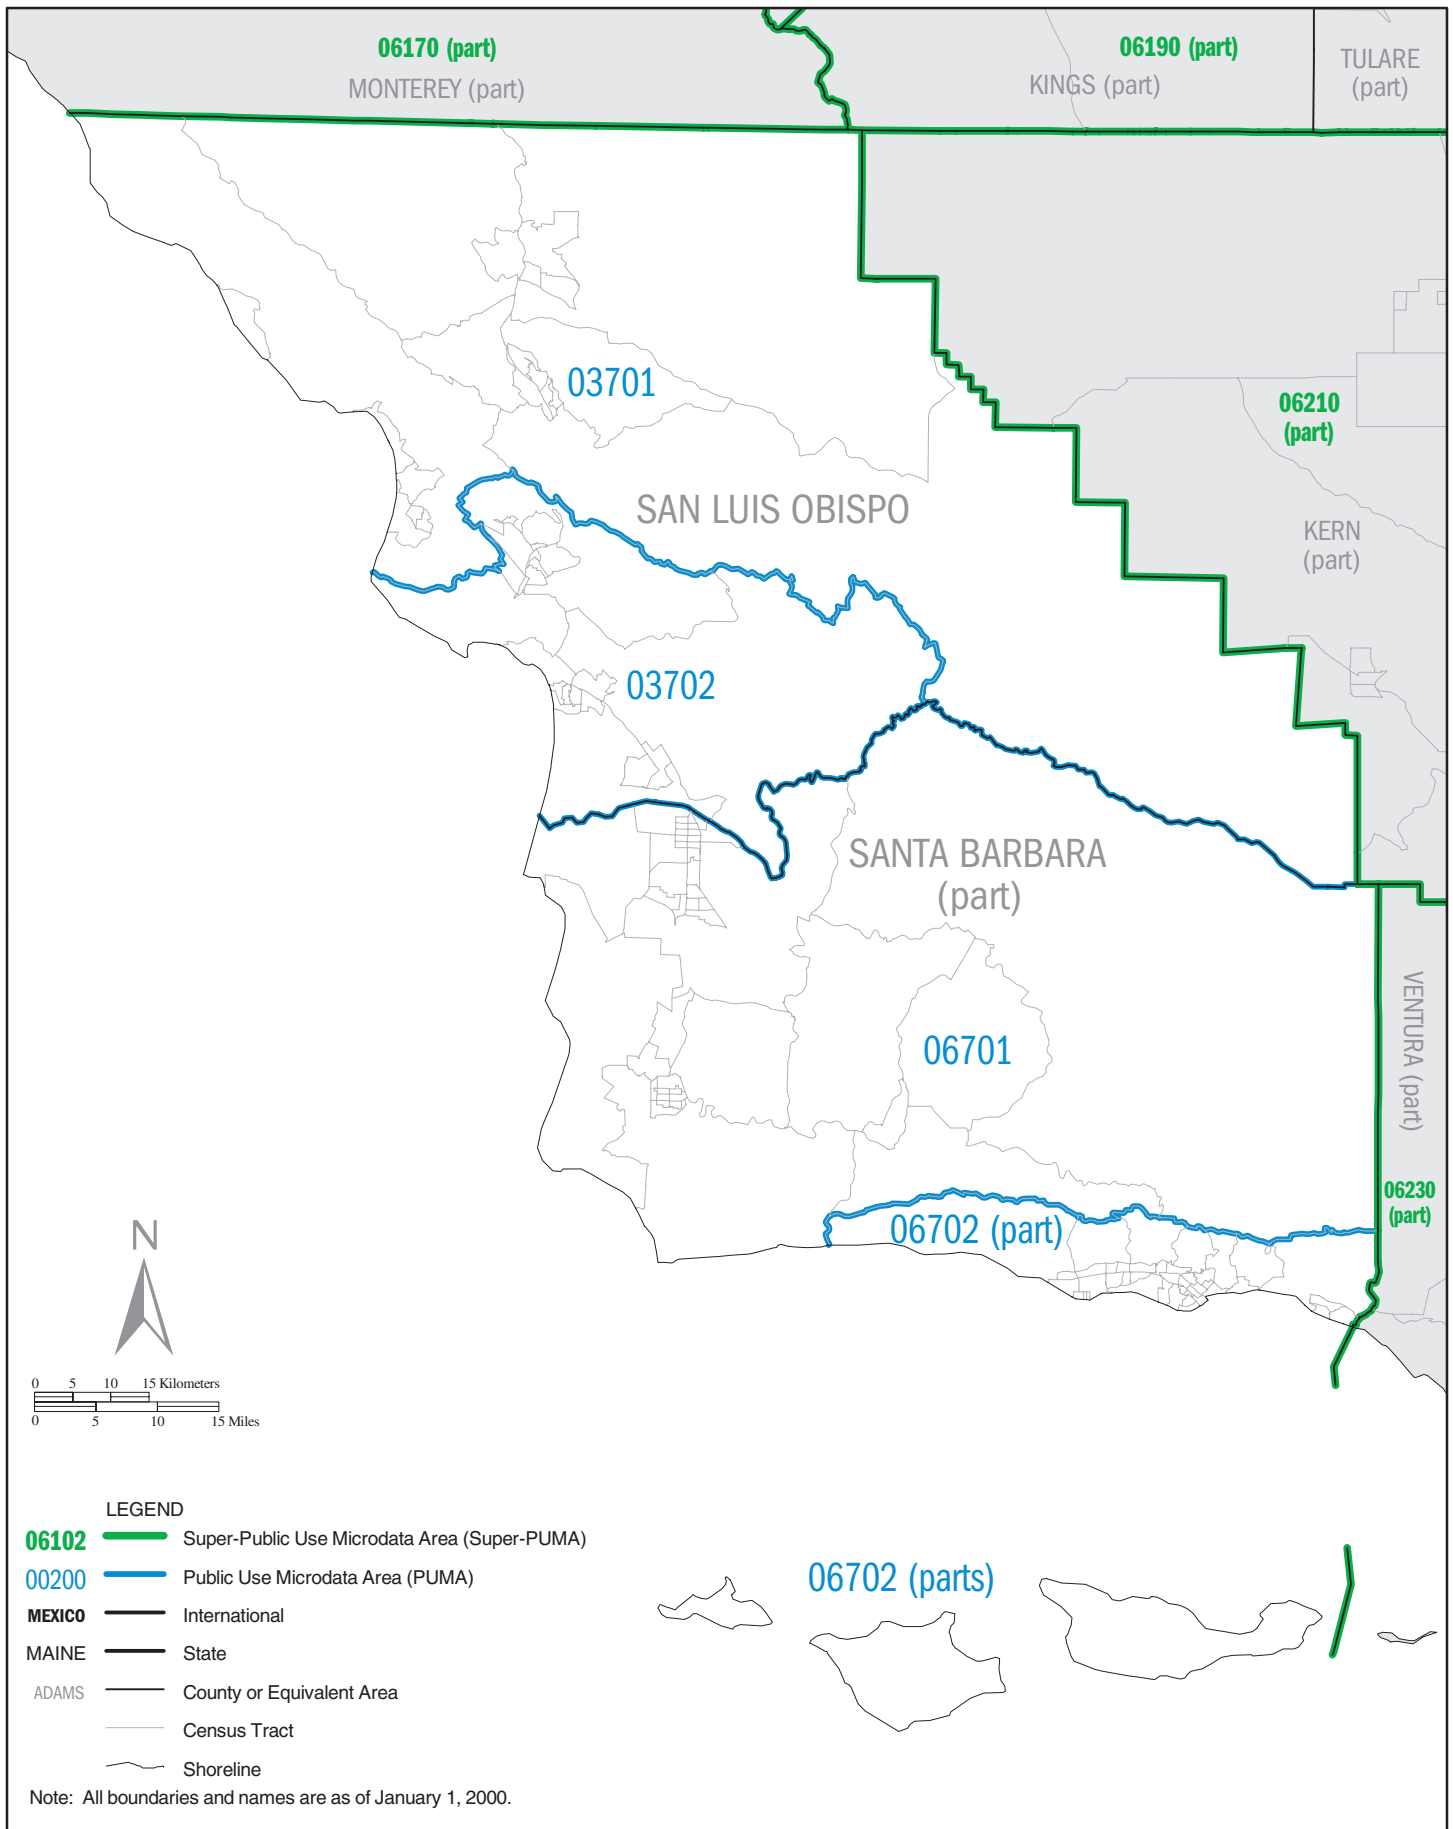 06170 (part)
MONTEREY (part)
06190 (part)
KINGS (part)
TULARE
(part)
03701
06210
(part)
SAN LUIS OBISPO
KERN
(part)
03702
SANTA BARBARA
(part)
VENTURA (part)
06701
06230
(part)
06702 (part)
N
0 5 10 15 Kilometers
0 5 10 15 Miles
LEGEND
06102 Super-Public Use Microdata Area (Super-PUMA)
00200 Public Use Microdata Area (PUMA)
MEXICO International
MAINE State
ADAMS County or Equivalent Area
Census Tract
Shoreline
06702 (parts)
Note: All boundaries and names are as of January 1, 2000.